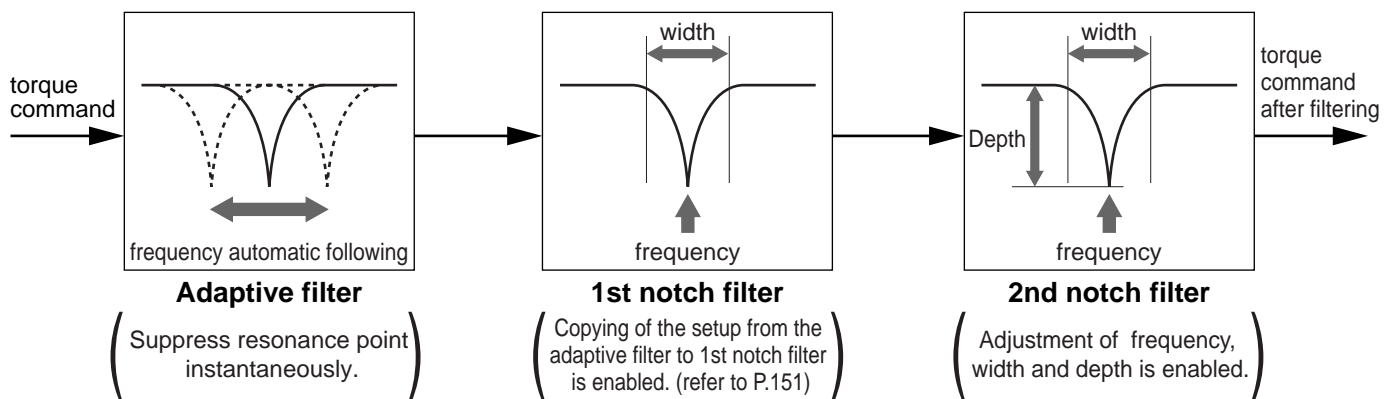 torque
command
frequency automatic following
Adaptive filter
Suppress resonance point
instantaneously.
width
frequency
1st notch filter
Copying of the setup from the
adaptive filter to 1st notch filter
is enabled. (refer to P.151)
width
Depth
frequency
2nd notch filter
Adjustment of frequency,
width and depth is enabled.
torque
command
after filtering